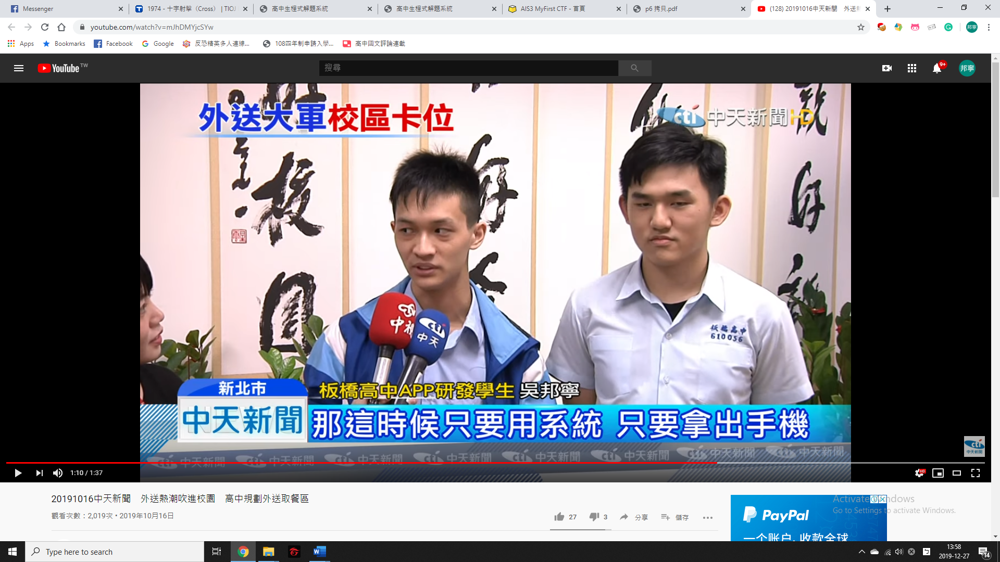 Messenger
1974 - 十字射擊（Cross） | TIOJ
高中生程式解題系統
高中生程式解題系統
AIS3 MyFirst CTF - 首頁
p6 拷貝.pdf
(128) 20191016中天新聞　外送
youtube.com/watch?v=mJhDMYjcSYw
邦寧
Apps
Bookmarks
Facebook
Google
反恐精英多人連線...
108四年制申請入學...
高中國文評論連載
YouTube TW
搜尋
9+
邦寧
外送大軍校區卡位
cti 中天新聞HD
中視
cti
中天
板橋高中
610056
新北市
板橋高中APP研發學生 吳邦寧
中天新聞
那這時候只要用系統 只要拿出手機
cti 中天新聞 cti 中天新聞 cti 中天新聞 cti 中天新聞 cti 中天新聞 cti 中天新聞 cti 中天新聞 cti 中天新聞
cti
中天新聞
1:10 / 1:37
HD
20191016中天新聞　外送熱潮吹進校園　高中規劃外送取餐區
觀看次數：2,019次 • 2019年10月16日
27
3
分享
儲存
PayPal
一个账户, 收款全球
Activate Windows
Go to Settings to activate Windows.
Type here to search
13:58
2019-12-27
14